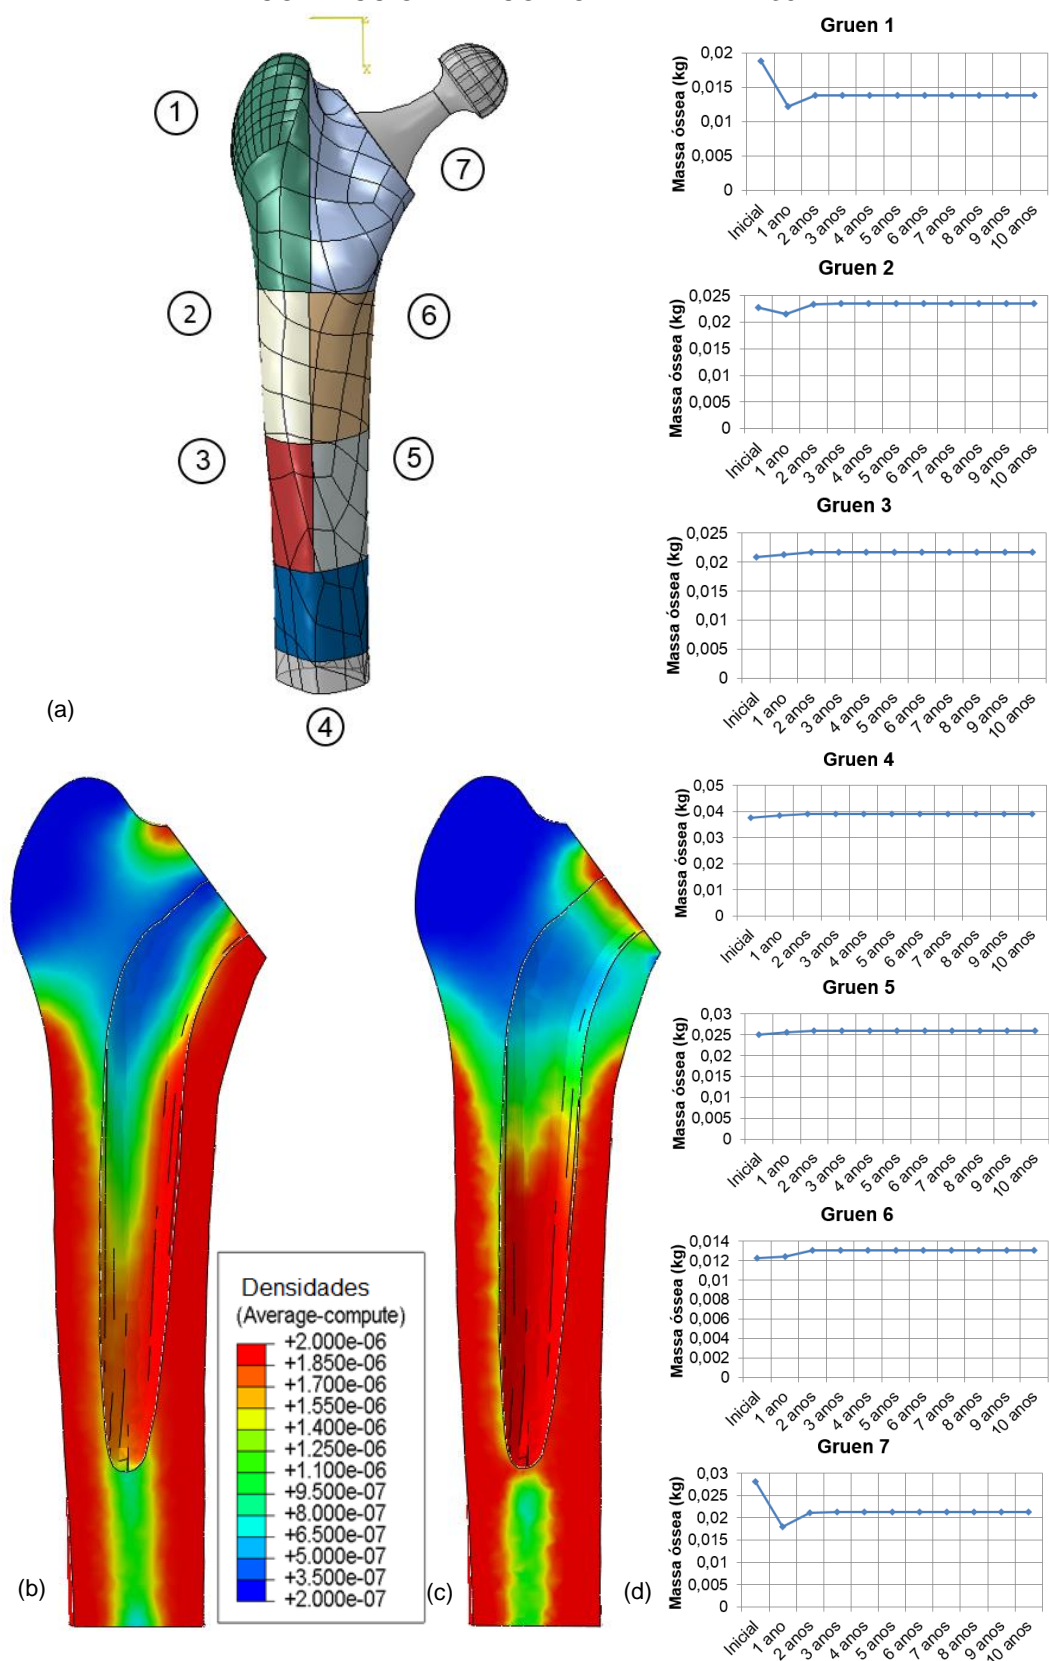 1
7
2
6
3
5
(a)
4
Gruen 1
Massa óssea (kg)
0,02
0,015
0,01
0,005
0
Inicial
1 ano
2 anos
3 anos
4 anos
5 anos
6 anos
7 anos
8 anos
9 anos
10 anos
Gruen 2
Massa óssea (kg)
0,025
0,02
0,015
0,01
0,005
0
Inicial
1 ano
2 anos
3 anos
4 anos
5 anos
6 anos
7 anos
8 anos
9 anos
10 anos
Gruen 3
Massa óssea (kg)
0,025
0,02
0,015
0,01
0,005
0
Inicial
1 ano
2 anos
3 anos
4 anos
5 anos
6 anos
7 anos
8 anos
9 anos
10 anos
Gruen 4
Massa óssea (kg)
0,05
0,04
0,03
0,02
0,01
0
Inicial
1 ano
2 anos
3 anos
4 anos
5 anos
6 anos
7 anos
8 anos
9 anos
10 anos
Gruen 5
Massa óssea (kg)
0,03
0,025
0,02
0,015
0,01
0,005
0
Inicial
1 ano
2 anos
3 anos
4 anos
5 anos
6 anos
7 anos
8 anos
9 anos
10 anos
Gruen 6
Massa óssea (kg)
0,014
0,012
0,01
0,008
0,006
0,004
0,002
0
Inicial
1 ano
2 anos
3 anos
4 anos
5 anos
6 anos
7 anos
8 anos
9 anos
10 anos
Gruen 7
Massa óssea (kg)
0,03
0,025
0,02
0,015
0,01
0,005
0
Inicial
1 ano
2 anos
3 anos
4 anos
5 anos
6 anos
7 anos
8 anos
9 anos
10 anos
Densidades
(Average-compute)
+2.000e-06
+1.850e-06
+1.700e-06
+1.550e-06
+1.400e-06
+1.250e-06
+1.100e-06
+9.500e-07
+8.000e-07
+6.500e-07
+5.000e-07
+3.500e-07
+2.000e-07
(b)
(c)
(d)